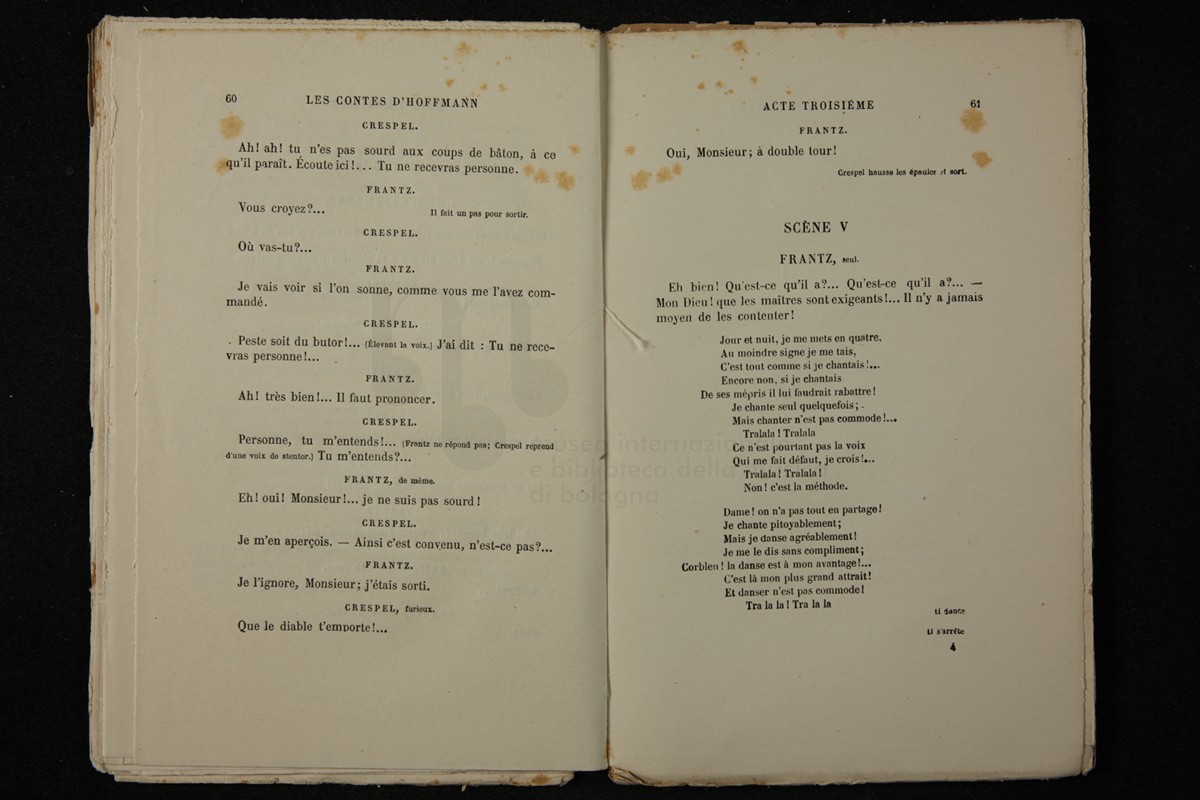 60
LES CONTES D'HOFFMANN
CRESPEL.
Ah! ah! tu n'es pas sourd aux coups de bâton, à ce
qu'il paraît. Écoute ici!... Tu ne recevras personne.
FRANTZ.
Vous croyez?...
Il fait un pas pour sortir.
CRESPEL.
Où vas-tu?...
FRANTZ.
Je vais voir si l'on sonne, comme vous me l'avez com-
mandé.
CRESPEL.
Peste soit du butor!... (Élevant la voix.) J'ai dit : Tu ne rece-
vras personne!...
FRANTZ.
Ah! très bien!... Il faut prononcer.
CRESPEL.
Personne, tu m'entends!... (Frantz ne répond pas; Crespel reprend
d'une voix de stentor.) Tu m'entends?...
FRANTZ, de même.
Eh! oui! Monsieur!... je ne suis pas sourd!
CRESPEL.
Je m'en aperçois. — Ainsi c'est convenu, n'est-ce pas?...
FRANTZ.
Je l'ignore, Monsieur; j'étais sorti.
CRESPEL, furieux.
Que le diable t'emporte!...
ACTE TROISIÈME
61
FRANTZ.
Oui, Monsieur; à double tour!
Crespel hausse les épaules et sort.
SCÈNE V
FRANTZ, seul.
Eh bien! Qu'est-ce qu'il a?... Qu'est-ce qu'il a?... —
Mon Dieu! que les maîtres sont exigeants!... Il n'y a jamais
moyen de les contenter!
Jour et nuit, je me mets en quatre,
Au moindre signe je me tais,
C'est tout comme si je chantais!...
Encore non, si je chantais
De ses mépris il lui faudrait rabattre!
Je chante seul quelquefois;
Mais chanter n'est pas commode!...
Tralala! Tralala
Ce n'est pourtant pas la voix
Qui me fait défaut, je crois!...
Tralala! Tralala!
Non! c'est la méthode.
Dame! on n'a pas tout en partage!
Je chante pitoyablement;
Mais je danse agréablement!
Je me le dis sans compliment;
Corbleu! la danse est à mon avantage!...
C'est là mon plus grand attrait!
Et danser n'est pas commode!
Tra la la! Tra la la
Il danse
Il s'arrête
4
museo internazionale
e biblioteca della
di bologna